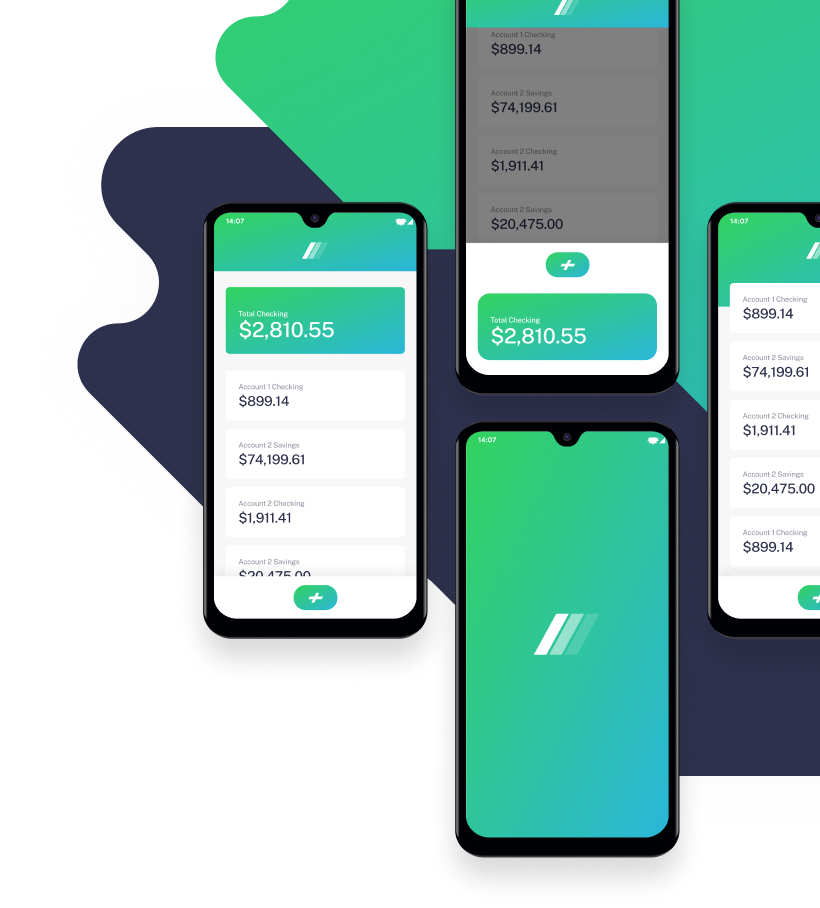 Account 1 Checking
$899.14
Account 2 Savings
$74,199.61
Account 2 Checking
$1,911.41
Account 2 Savings
$20,475.00
Total Checking
$2,810.55
14:07
Total Checking
$2,810.55
Account 1 Checking
$899.14
Account 2 Savings
$74,199.61
Account 2 Checking
$1,911.41
Account 2 Savings
$20,475.00
14:07
14:07
Account 1 Checking
$899.14
Account 2 Savings
$74,199.61
Account 2 Checking
$1,911.41
Account 2 Savings
$20,475.00
Account 1 Checking
$899.14